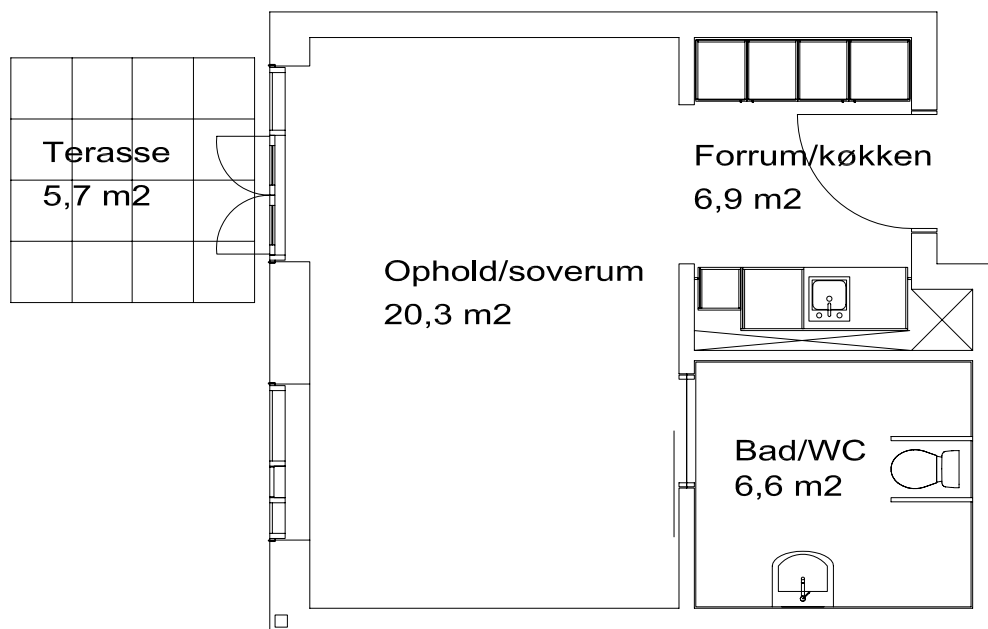 Terasse
5,7 m2
Forrum/køkken
6,9 m2
Ophold/soverum
20,3 m2
Bad/WC
6,6 m2